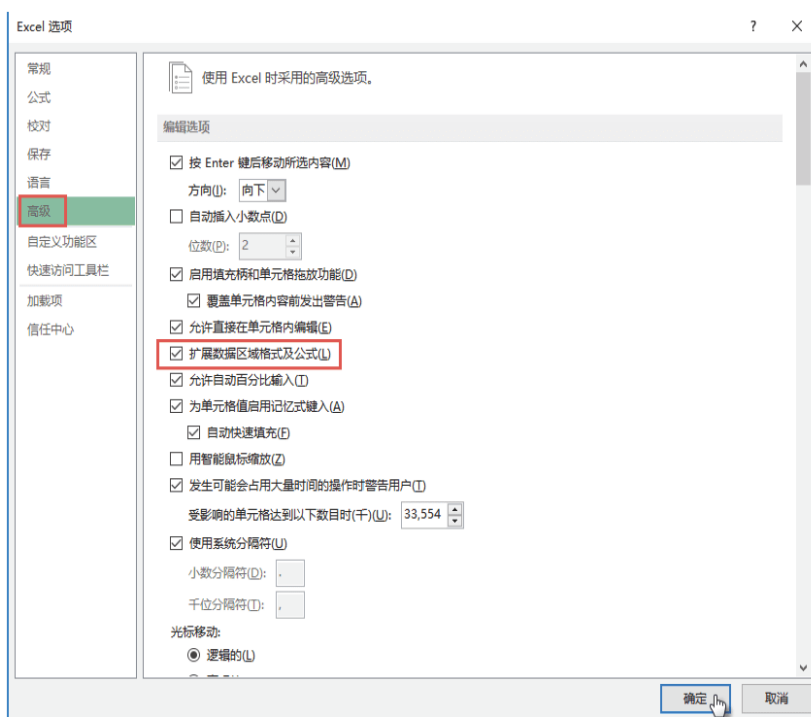 Excel 选项
?
常规
公式
校对
保存
语言
高级
自定义功能区
快速访问工具栏
加载项
信任中心
使用 Excel 时采用的高级选项。
编辑选项
按 Enter 键后移动所选内容(M)
方向(I): 向下
自动插入小数点(D)
位数(P): 2
启用填充柄和单元格拖放功能(D)
覆盖单元格内容前发出警告(A)
允许直接在单元格内编辑(E)
扩展数据区域格式及公式(L)
允许自动百分比输入(T)
为单元格值启用记忆式键入(A)
自动快速填充(F)
用智能鼠标缩放(Z)
发生可能会占用大量时间的操作时警告用户(T)
受影响的单元格达到以下数目时(千)(U): 33,554
使用系统分隔符(U)
小数分隔符(D): .
千位分隔符(T): ,
光标移动:
逻辑的(L)
确定
取消